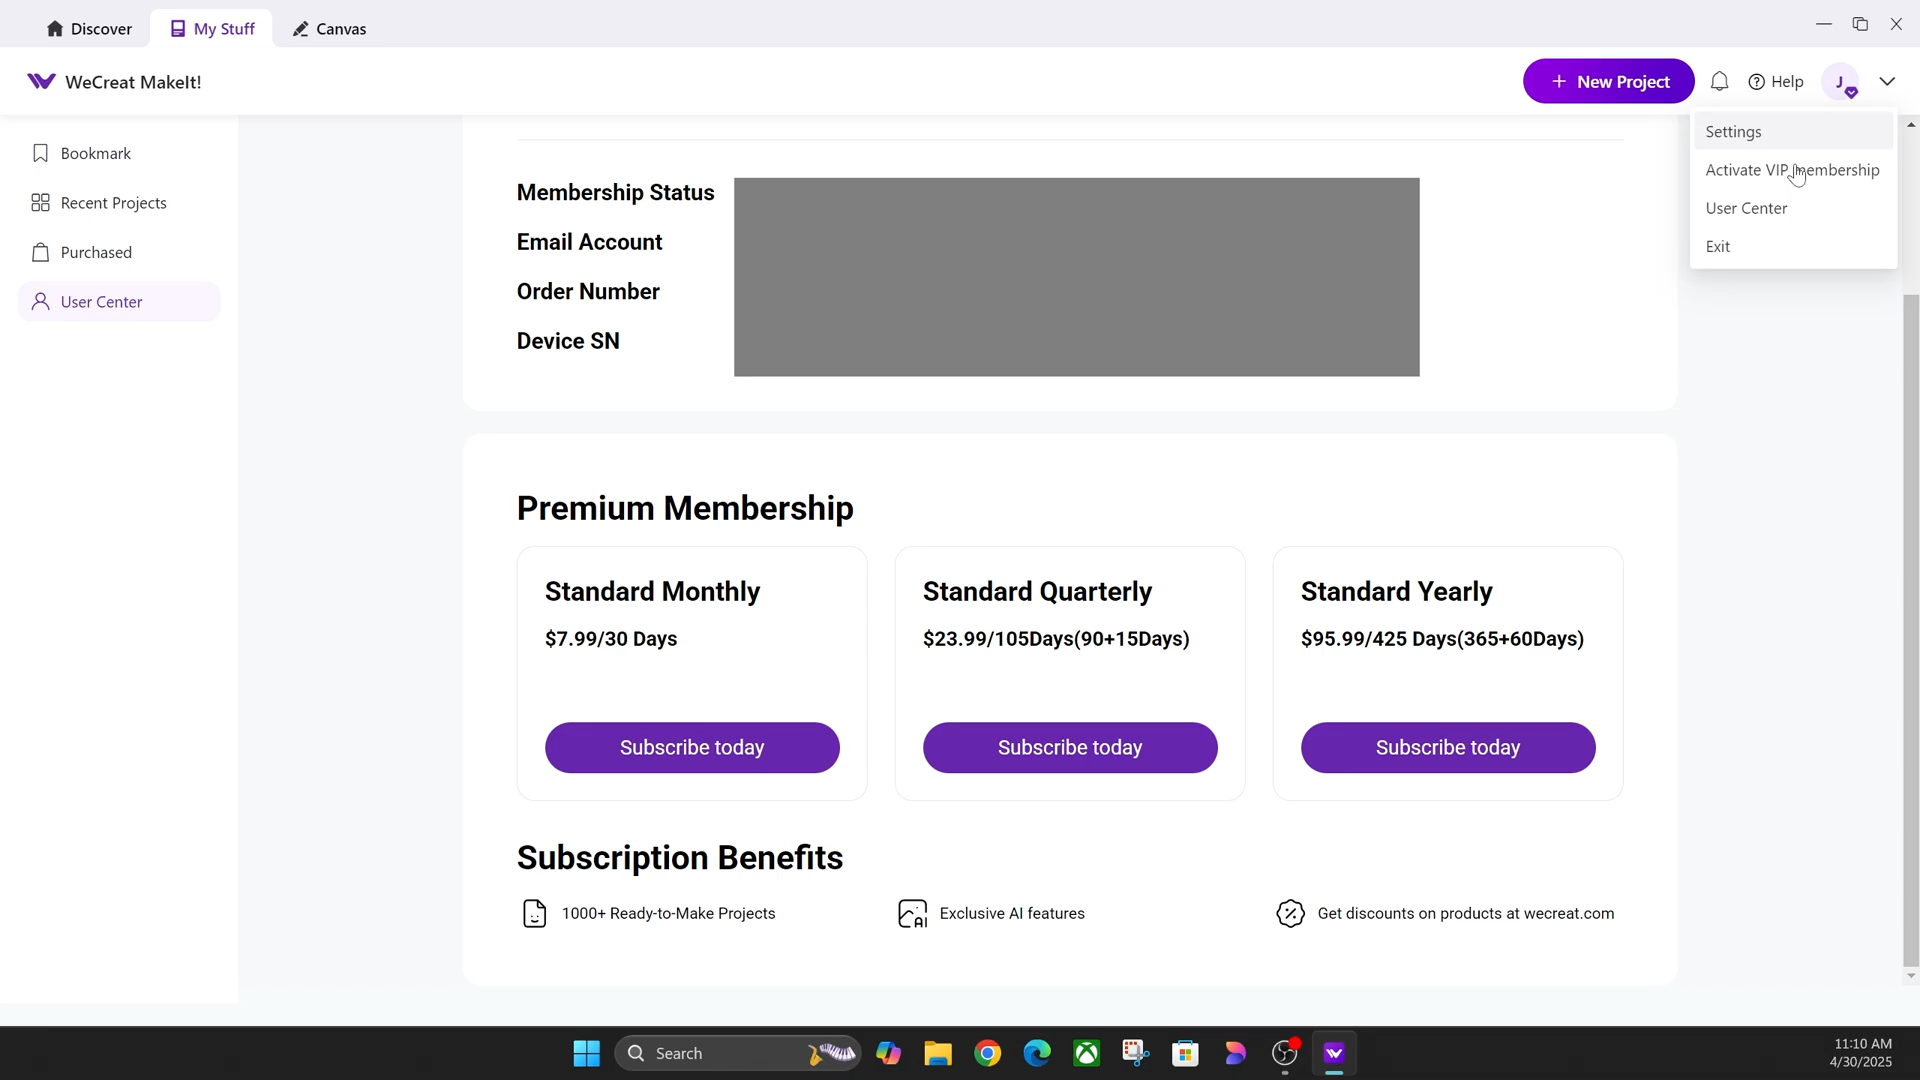 Discover
My Stuff
Canvas
WeCreat MakeIt!
+ New Project
Help
J
Settings
Activate VIP membership
User Center
Exit
Bookmark
Recent Projects
Purchased
User Center
Membership Status
Email Account
Order Number
Device SN
Premium Membership
Standard Monthly
$7.99/30 Days
Subscribe today
Standard Quarterly
$23.99/105Days(90+15Days)
Subscribe today
Standard Yearly
$95.99/425 Days(365+60Days)
Subscribe today
Subscription Benefits
1000+ Ready-to-Make Projects
AI
Exclusive AI features
Get discounts on products at wecreat.com
Search
11:10 AM
4/30/2025